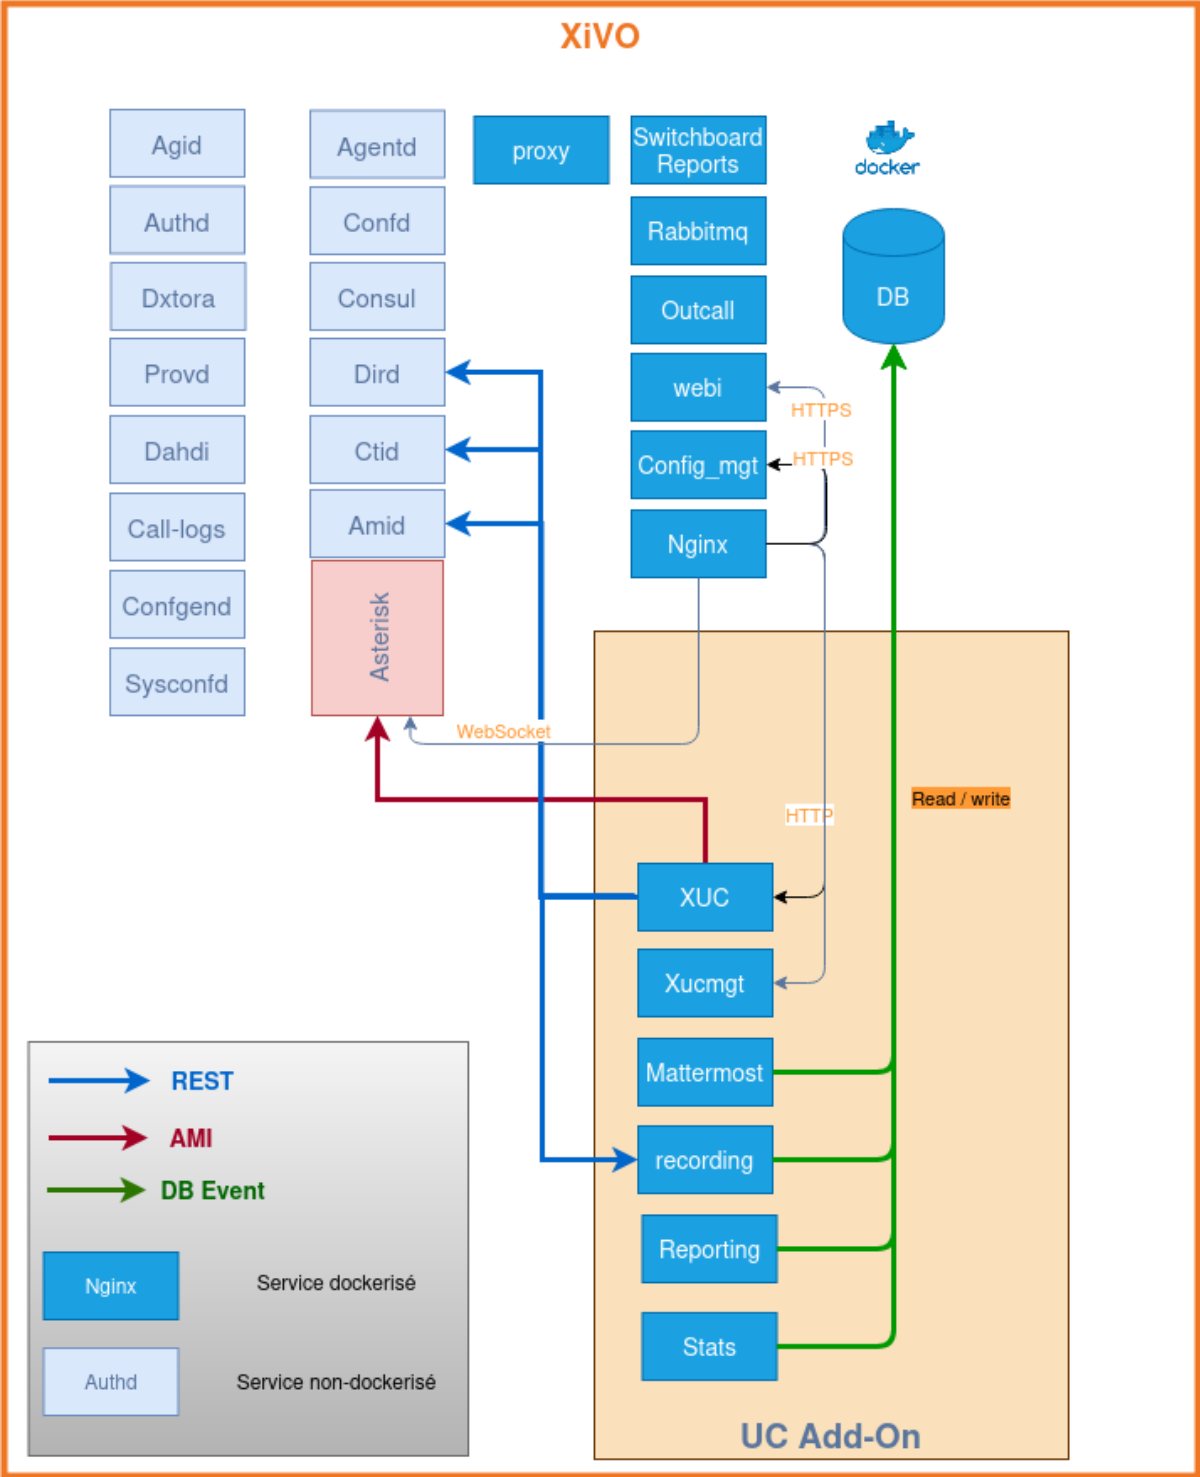 XiVO
Agid
Authd
Dxtora
Provd
Dahdi
Call-logs
Confgend
Sysconfd
Agentd
Confd
Consul
Dird
Ctid
Amid
Asterisk
proxy
Switchboard
Reports
Rabbitmq
Outcall
webi
Config_mgt
Nginx
docker
DB
HTTPS
HTTPS
WebSocket
HTTP
Read / write
XUC
Xucmgt
Mattermost
recording
Reporting
Stats
UC Add-On
REST
AMI
DB Event
Nginx
Service dockerisé
Authd
Service non-dockerisé